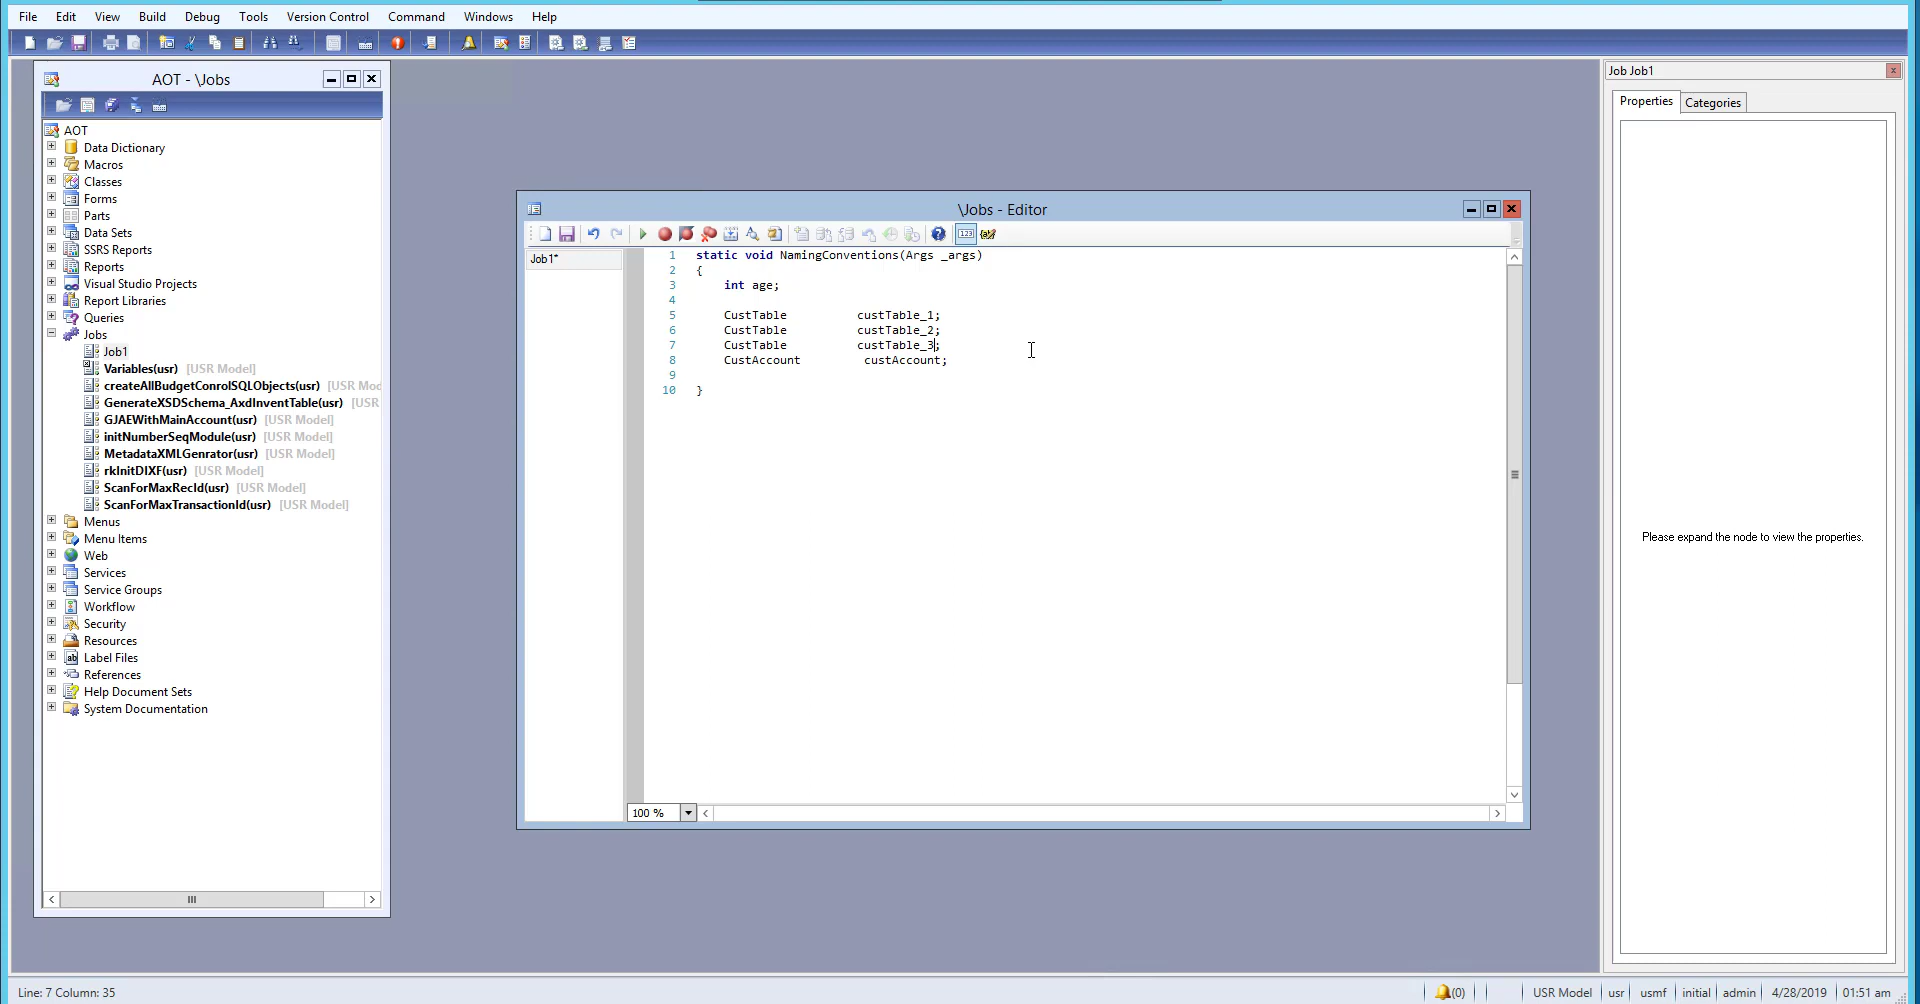 File Edit View Build Debug Tools Version Control Command Windows Help
AOT - \Jobs
AOT
Data Dictionary
Macros
Classes
Forms
Parts
Data Sets
SSRS Reports
Reports
Visual Studio Projects
Report Libraries
Queries
Jobs
Job1
Variables(usr) [USR Model]
createAllBudgetConrolSQLObjects(usr) [USR Mod
GenerateXSDSchema_AxdInventTable(usr) [USR
GJAEWithMainAccount(usr) [USR Model]
initNumberSeqModule(usr) [USR Model]
MetadataXMLGenrator(usr) [USR Model]
rkInitDIXF(usr) [USR Model]
ScanForMaxRecId(usr) [USR Model]
ScanForMaxTransactionId(usr) [USR Model]
Menus
Menu Items
Web
Services
Service Groups
Workflow
Security
Resources
Label Files
References
Help Document Sets
System Documentation
\Jobs - Editor
Job1*
1 static void NamingConventions(Args _args)
2 {
3 int age;
4
5 CustTable custTable_1;
6 CustTable custTable_2;
7 CustTable custTable_3;
8 CustAccount custAccount;
9
10 }
100 %
Job Job1
Properties Categories
Please expand the node to view the properties.
Line: 7 Column: 35
(0) USR Model usr usmf initial admin 4/28/2019 01:51 am